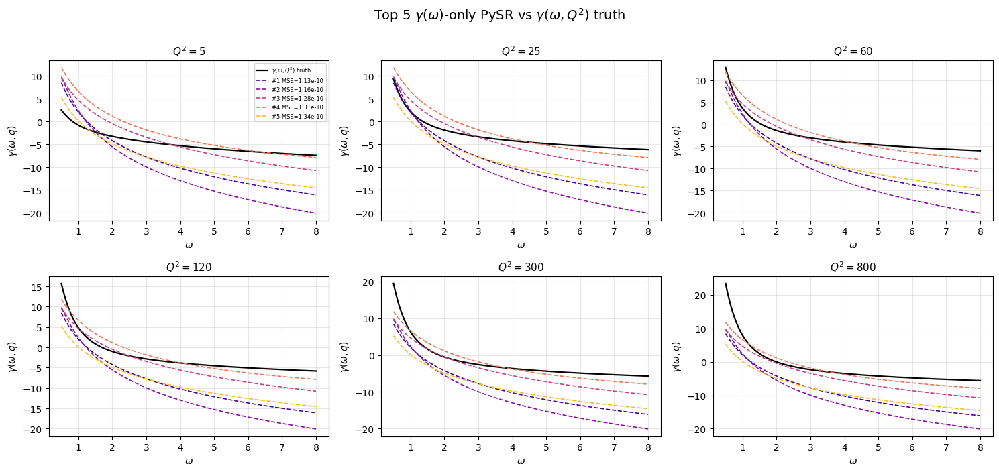 Top 5 γ(ω)-only PySR vs γ(ω, Q²) truth
Q² = 5
γ(ω, q)
10
5
0
−5
−10
−15
−20
1 2 3 4 5 6 7 8
ω
γ(ω, Q²) truth
#1 MSE=1.13e-10
#2 MSE=1.16e-10
#3 MSE=1.28e-10
#4 MSE=1.31e-10
#5 MSE=1.34e-10
Q² = 25
γ(ω, q)
10
5
0
−5
−10
−15
−20
1 2 3 4 5 6 7 8
ω
Q² = 60
γ(ω, q)
10
5
0
−5
−10
−15
−20
1 2 3 4 5 6 7 8
ω
Q² = 120
γ(ω, q)
15
10
5
0
−5
−10
−15
−20
1 2 3 4 5 6 7 8
ω
Q² = 300
γ(ω, q)
20
10
0
−10
−20
1 2 3 4 5 6 7 8
ω
Q² = 800
γ(ω, q)
20
10
0
−10
−20
1 2 3 4 5 6 7 8
ω